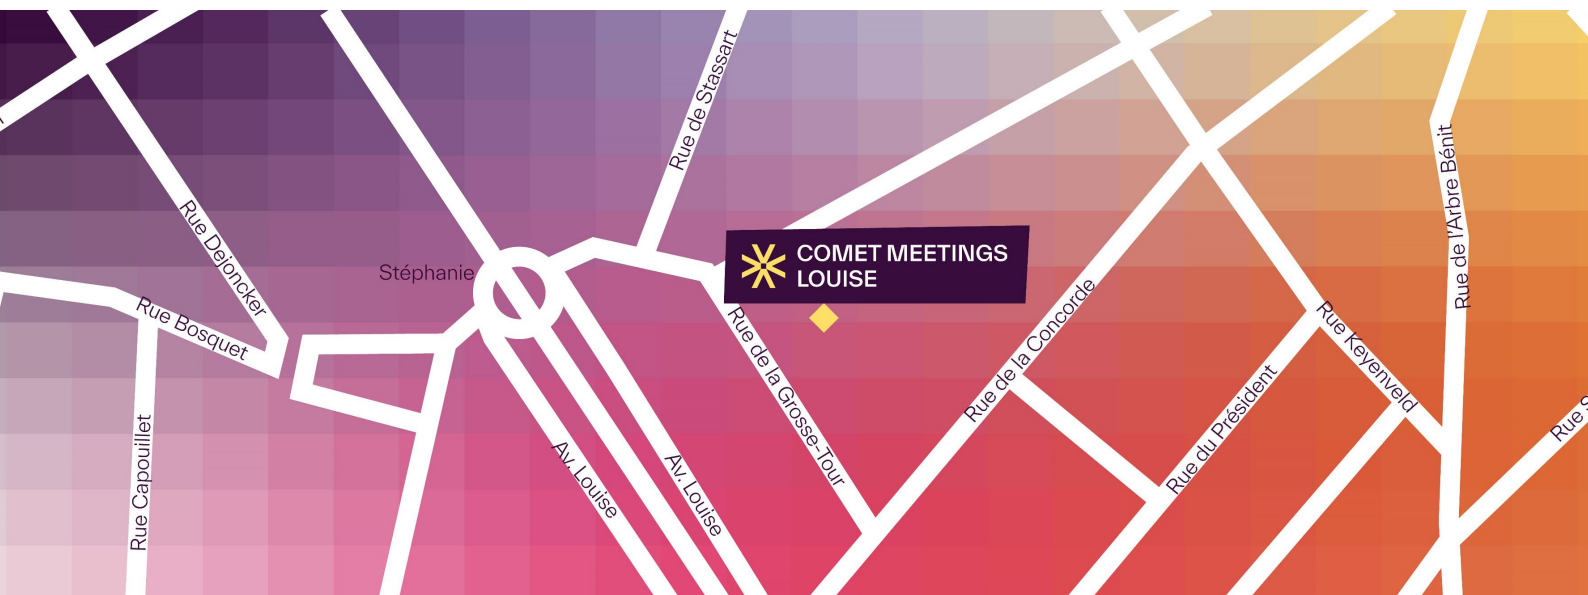 Rue de Stassart
Rue de l'Arbre Bénit
Rue Dejoncker
Stéphanie
COMET MEETINGS
LOUISE
Rue Bosquet
Rue de la Grosse-Tour
Rue de la Concorde
Rue Keyenveld
Rue du Président
Rue Capouillet
Av. Louise
Av. Louise
Rue S